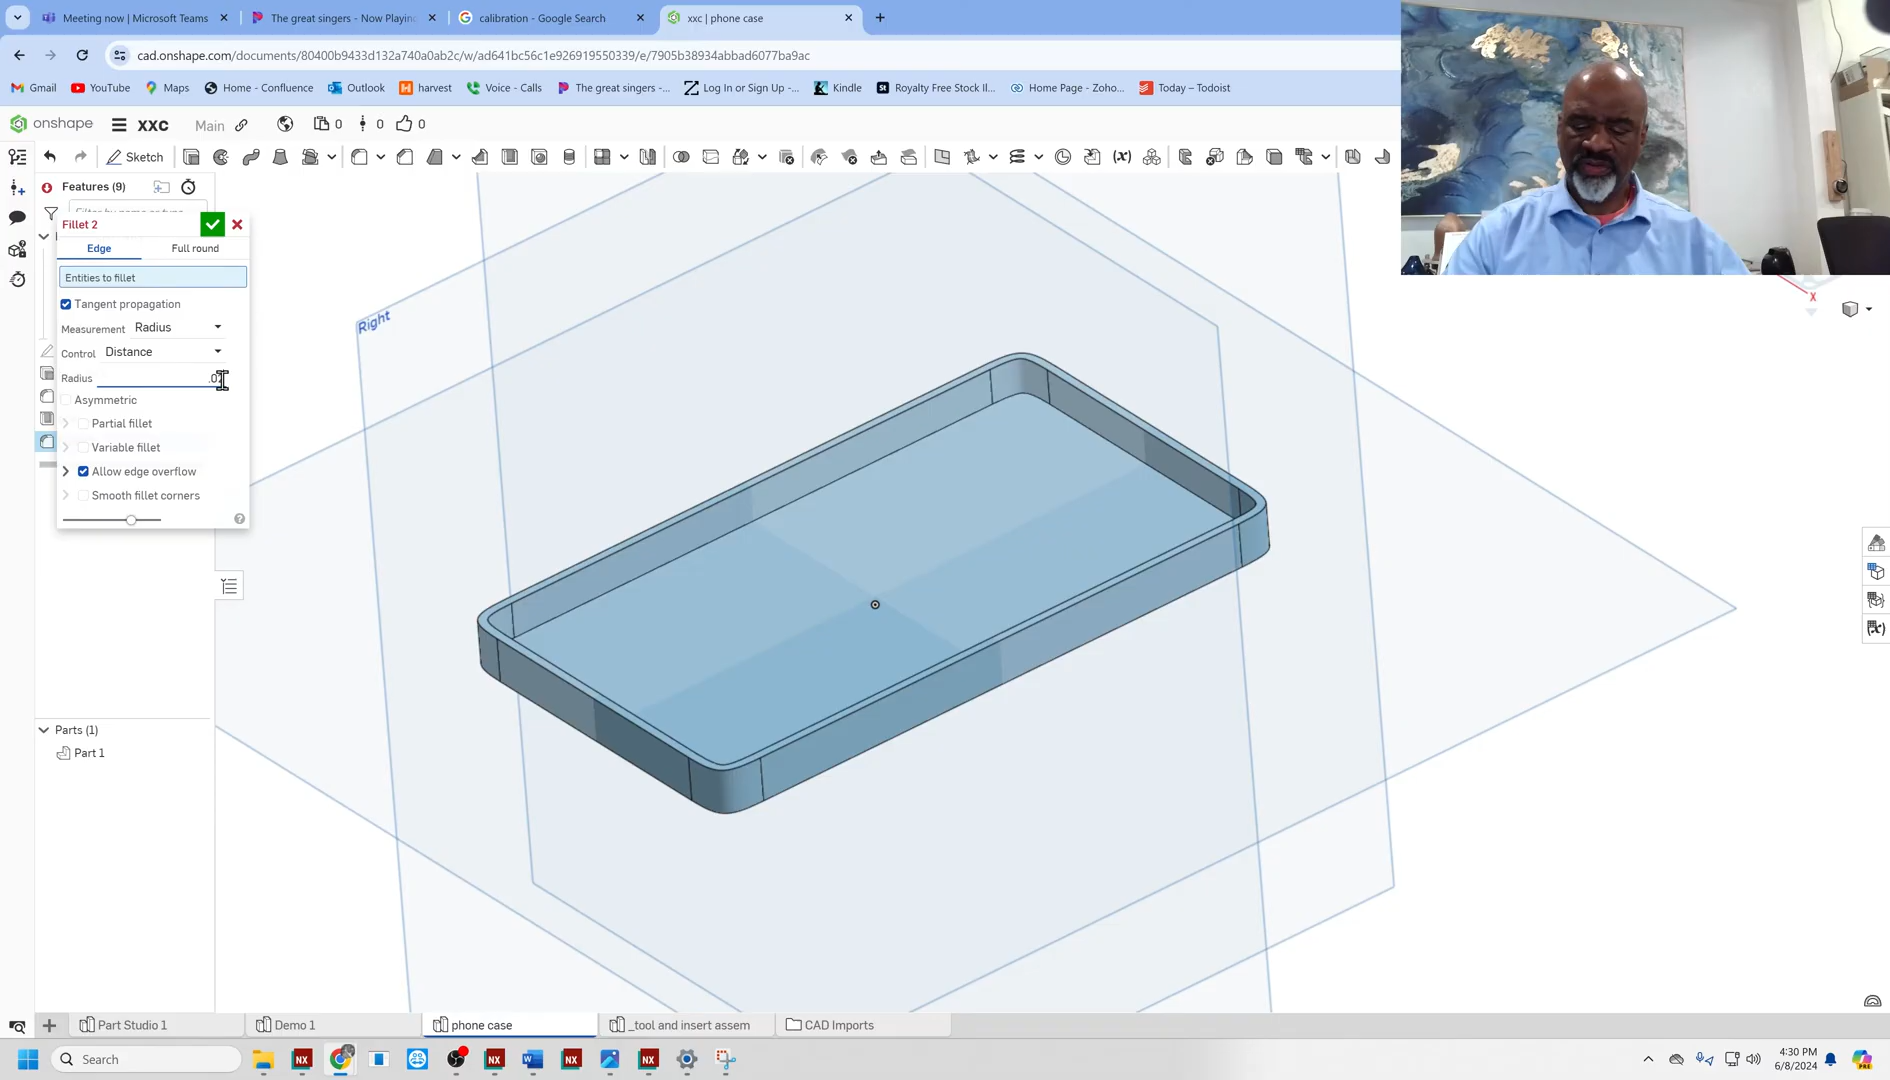 Meeting now | Microsoft Teams
The great singers - Now Playin
calibration - Google Search
xxc | phone case
cad.onshape.com/documents/80400b9433d132a740a0ab2c/w/ad641bc56c1e926919550339/e/7905b38934abbad6077ba9ac
Gmail
YouTube
Maps
Home - Confluence
Outlook
harvest
Voice - Calls
The great singers -...
Log In or Sign Up -...
Kindle
Royalty Free Stock Il...
Home Page - Zoho...
Today – Todoist
onshape
XXC
Main
0
0
0
Sketch
Features (9)
Fillet 2
Edge
Full round
Entities to fillet
Tangent propagation
Measurement
Radius
Control
Distance
Radius
Asymmetric
Partial fillet
Variable fillet
Allow edge overflow
Smooth fillet corners
Right
X
Parts (1)
Part 1
Part Studio 1
Demo 1
phone case
_tool and insert assem
CAD Imports
Search
4:30 PM
6/8/2024